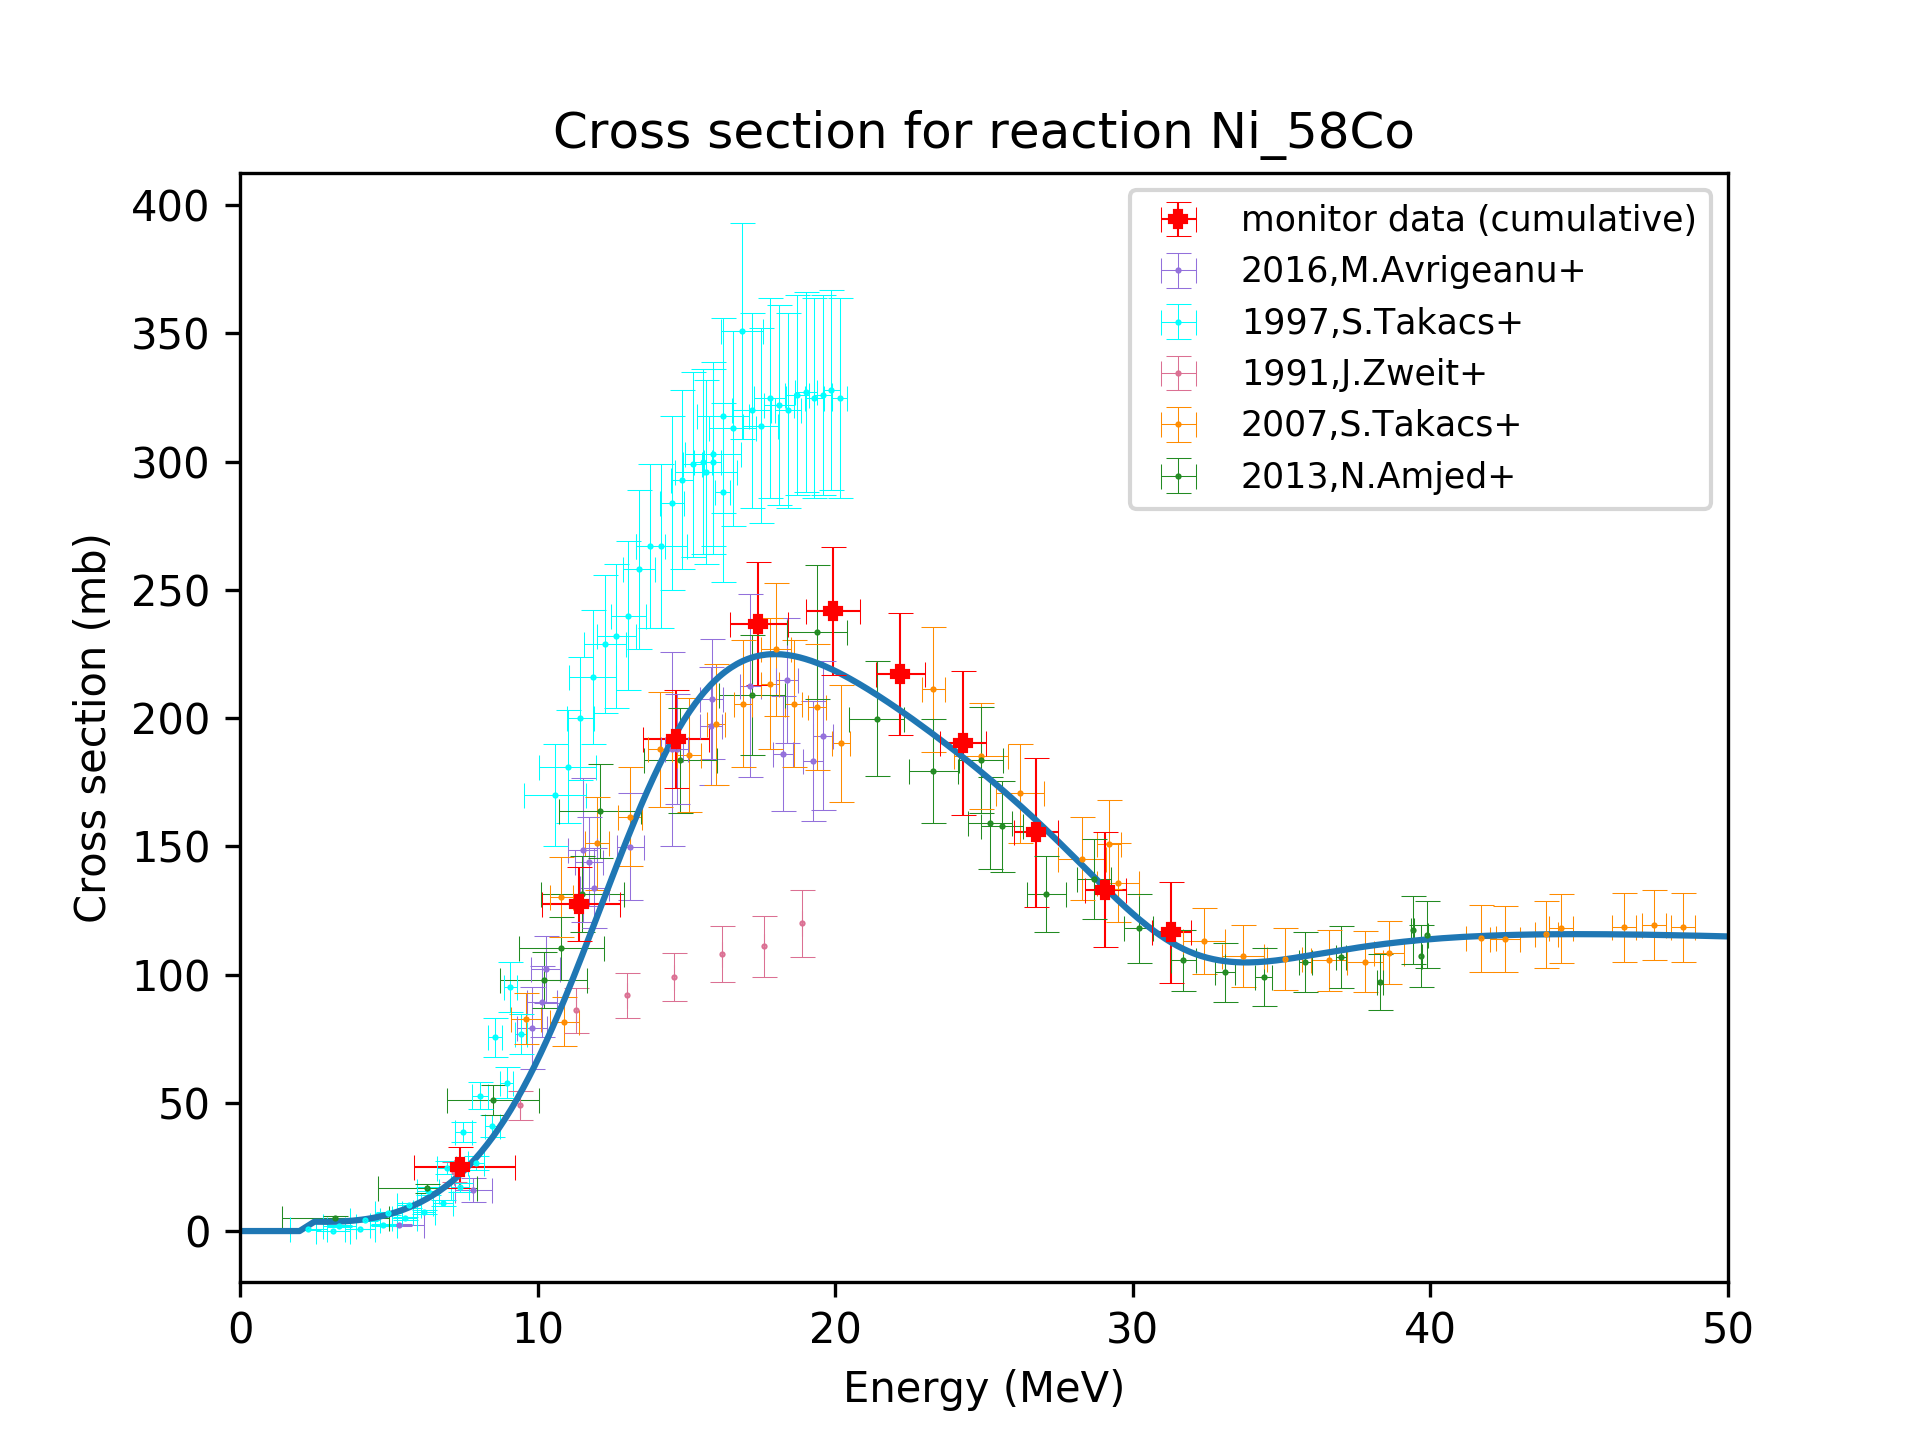 Cross section for reaction Ni_58Co
Cross section (mb)
400
350
300
250
200
150
100
50
0
monitor data (cumulative)
2016,M.Avrigeanu+
1997,S.Takacs+
1991,J.Zweit+
2007,S.Takacs+
2013,N.Amjed+
0 10 20 30 40 50
Energy (MeV)